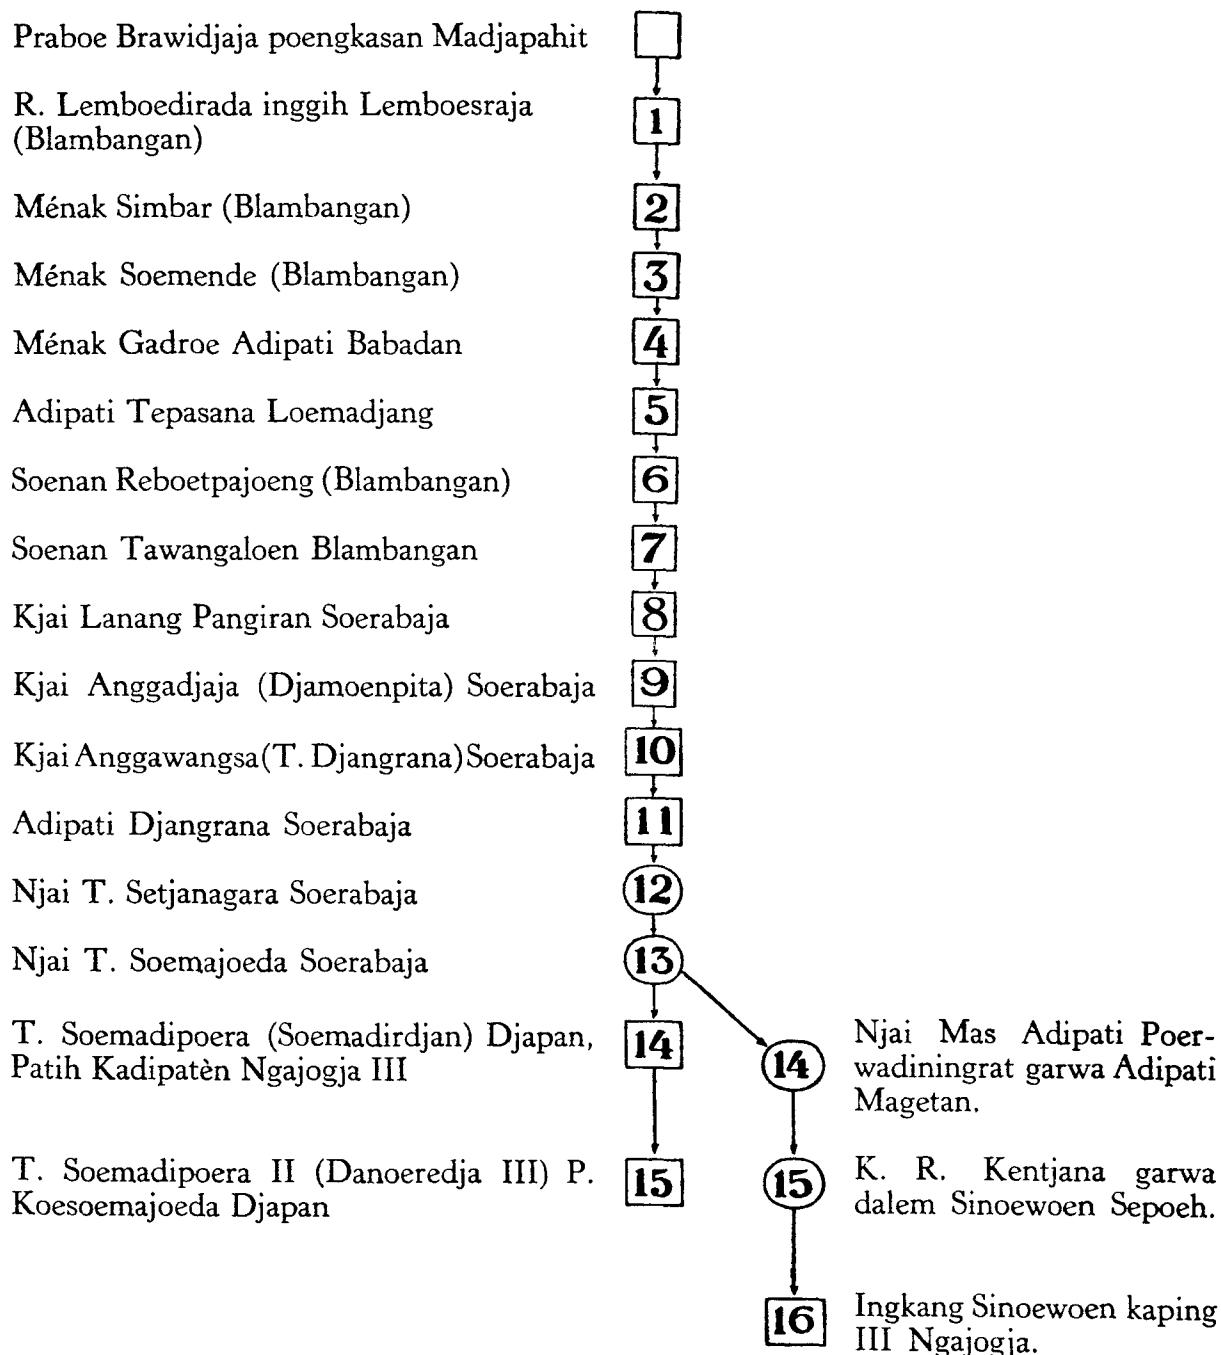 Praboe Brawidjaja poengkasan Madjapahit
R. Lemboedirada inggih Lemboesraja
(Blambangan)
1
Ménak Simbar (Blambangan)
2
Ménak Soemende (Blambangan)
3
Ménak Gadroe Adipati Babadan
4
Adipati Tepasana Loemadjang
5
Soenan Reboetpajoeng (Blambangan)
6
Soenan Tawangaloen Blambangan
7
Kjai Lanang Pangiran Soerabaja
8
Kjai Anggadjaja (Djamoenpita) Soerabaja
9
Kjai Anggawangsa (T. Djangrana) Soerabaja
10
Adipati Djangrana Soerabaja
11
Njai T. Setjanagara Soerabaja
12
Njai T. Soemajoeda Soerabaja
13
T. Soemadipoera (Soemadirdjan) Djapan,
Patih Kadipatèn Ngajogja III
14
14
Njai Mas Adipati Poer-
wadiningrat garwa Adipati
Magetan.
T. Soemadipoera II (Danoeredja III) P.
Koesoemajoeda Djapan
15
15
K. R. Kentjana garwa
dalem Sinoewoen Sepoeh.
16
Ingkang Sinoewoen kaping
III Ngajogja.